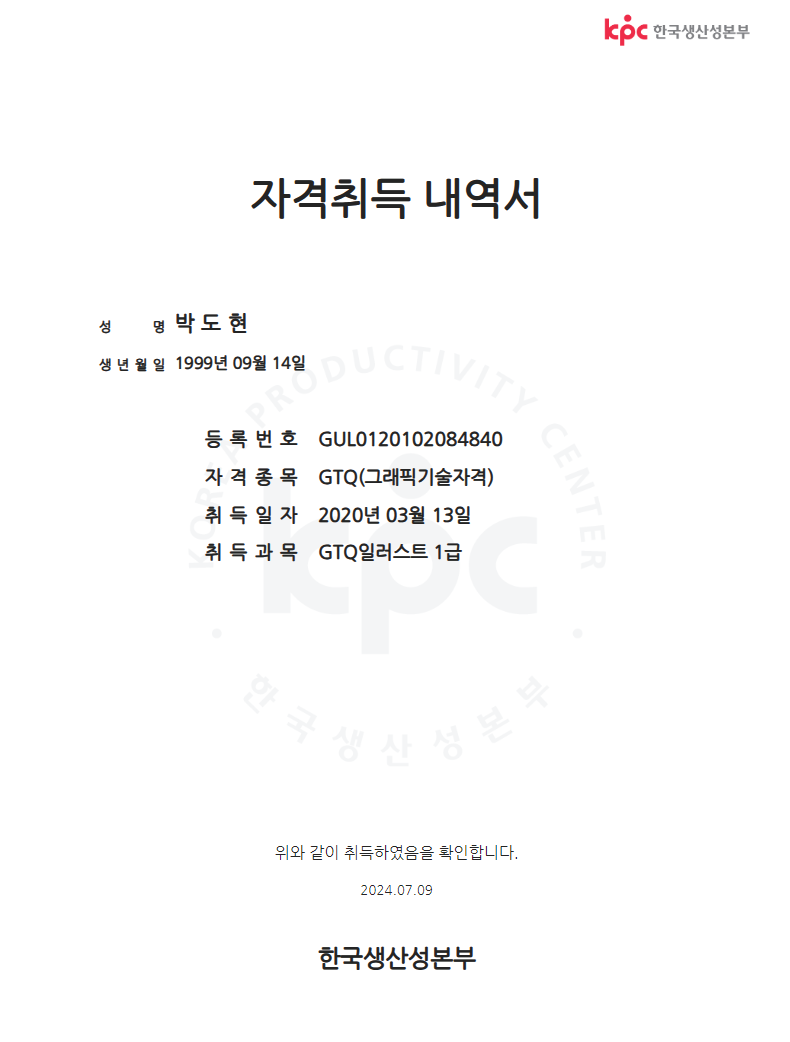 kpc 한국생산성본부
자격취득 내역서
성 명 박 도 현
생 년 월 일 1999년 09월 14일
등 록 번 호 GUL0120102084840
자 격 종 목 GTQ(그래픽기술자격)
취 득 일 자 2020년 03월 13일
취 득 과 목 GTQ일러스트 1급
KOREA PRODUCTIVITY CENTER
kpc
· 한국생산성본부 ·
위와 같이 취득하였음을 확인합니다.
2024.07.09
한국생산성본부